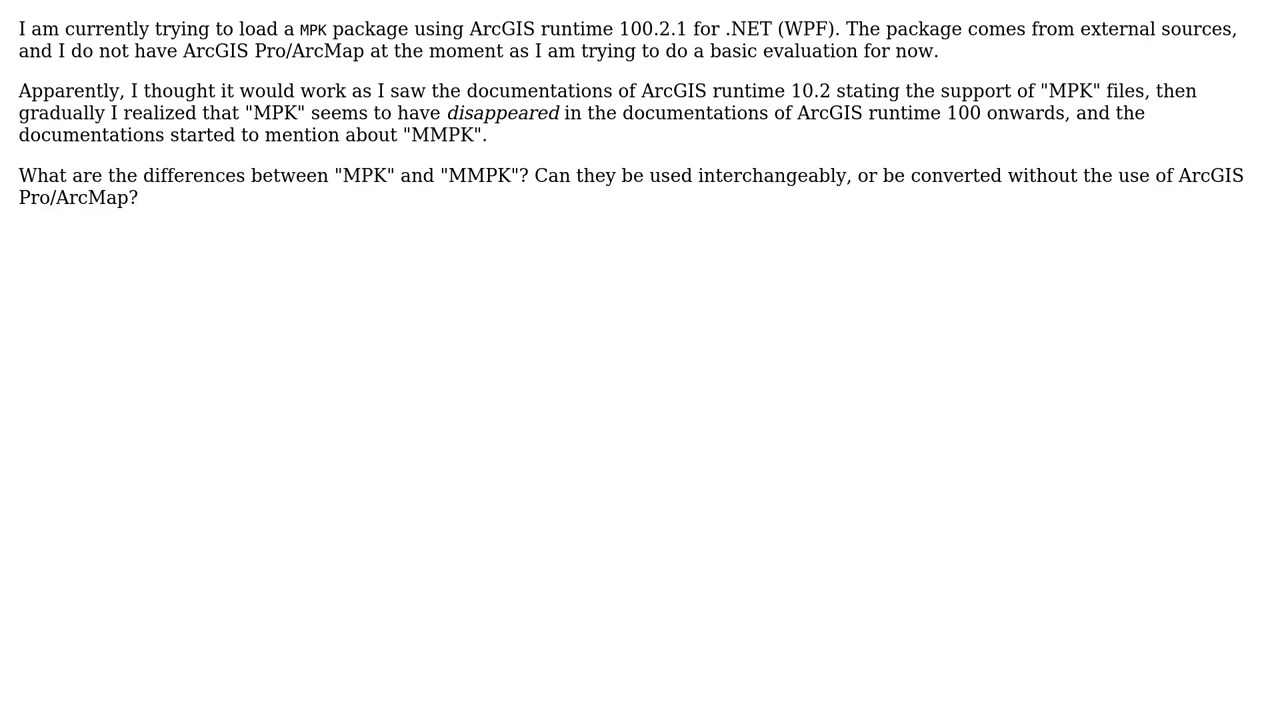 I am currently trying to load a MPK package using ArcGIS runtime 100.2.1 for .NET (WPF). The package comes from external sources,
and I do not have ArcGIS Pro/ArcMap at the moment as I am trying to do a basic evaluation for now.
Apparently, I thought it would work as I saw the documentations of ArcGIS runtime 10.2 stating the support of "MPK" files, then
gradually I realized that "MPK" seems to have disappeared in the documentations of ArcGIS runtime 100 onwards, and the
documentations started to mention about "MMPK".
What are the differences between "MPK" and "MMPK"? Can they be used interchangeably, or be converted without the use of ArcGIS
Pro/ArcMap?